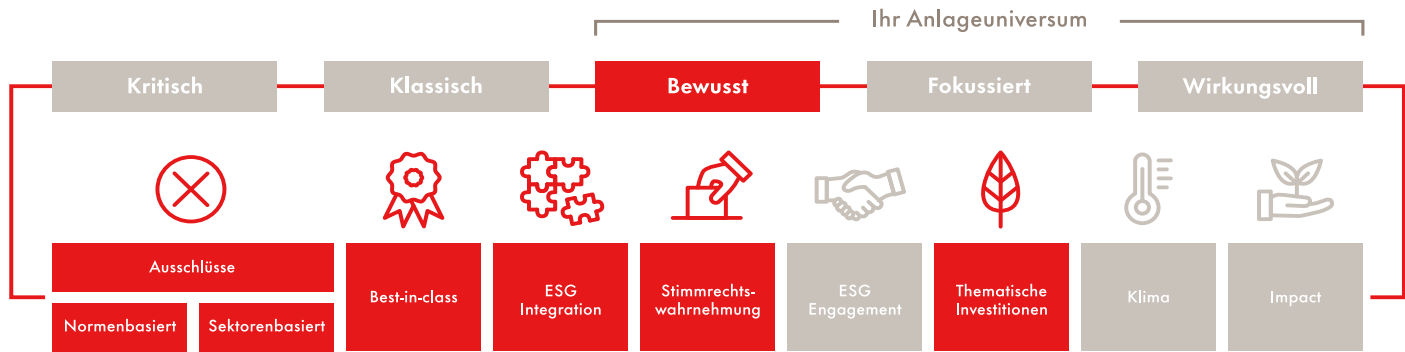 Ihr Anlageuniversum
Kritisch
Klassisch
Bewusst
Fokussiert
Wirkungsvoll
Ausschlüsse
Normenbasiert
Sektorenbasiert
Best-in-class
ESG
Integration
Stimmrechts-
wahrnehmung
ESG
Engagement
Thematische
Investitionen
Klima
Impact